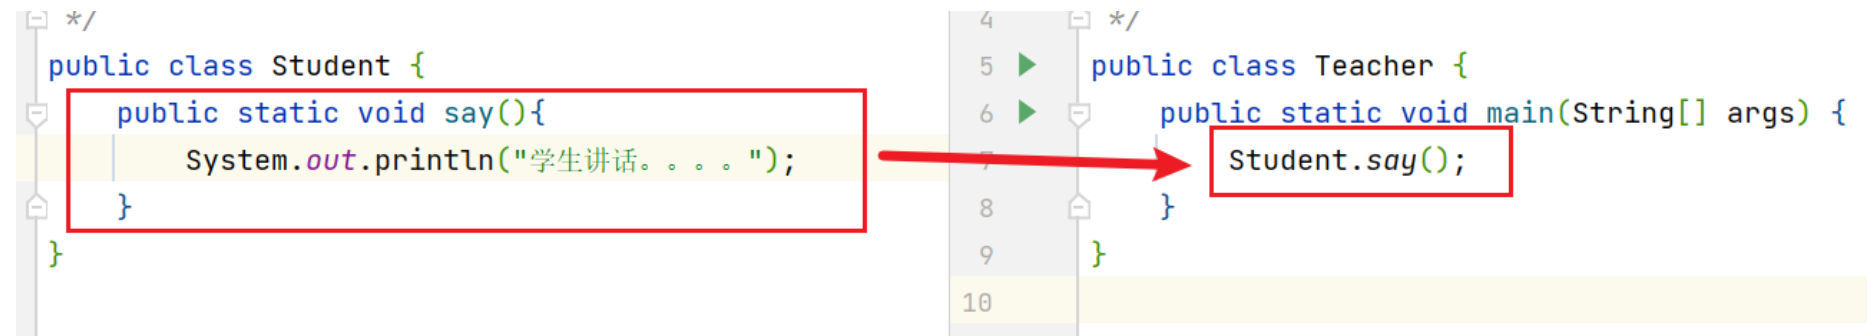 */
public class Student {
public static void say(){
System.out.println("学生讲话。。。。");
}
}
4 */
5 public class Teacher {
6 public static void main(String[] args) {
7 Student.say();
8 }
9 }
10